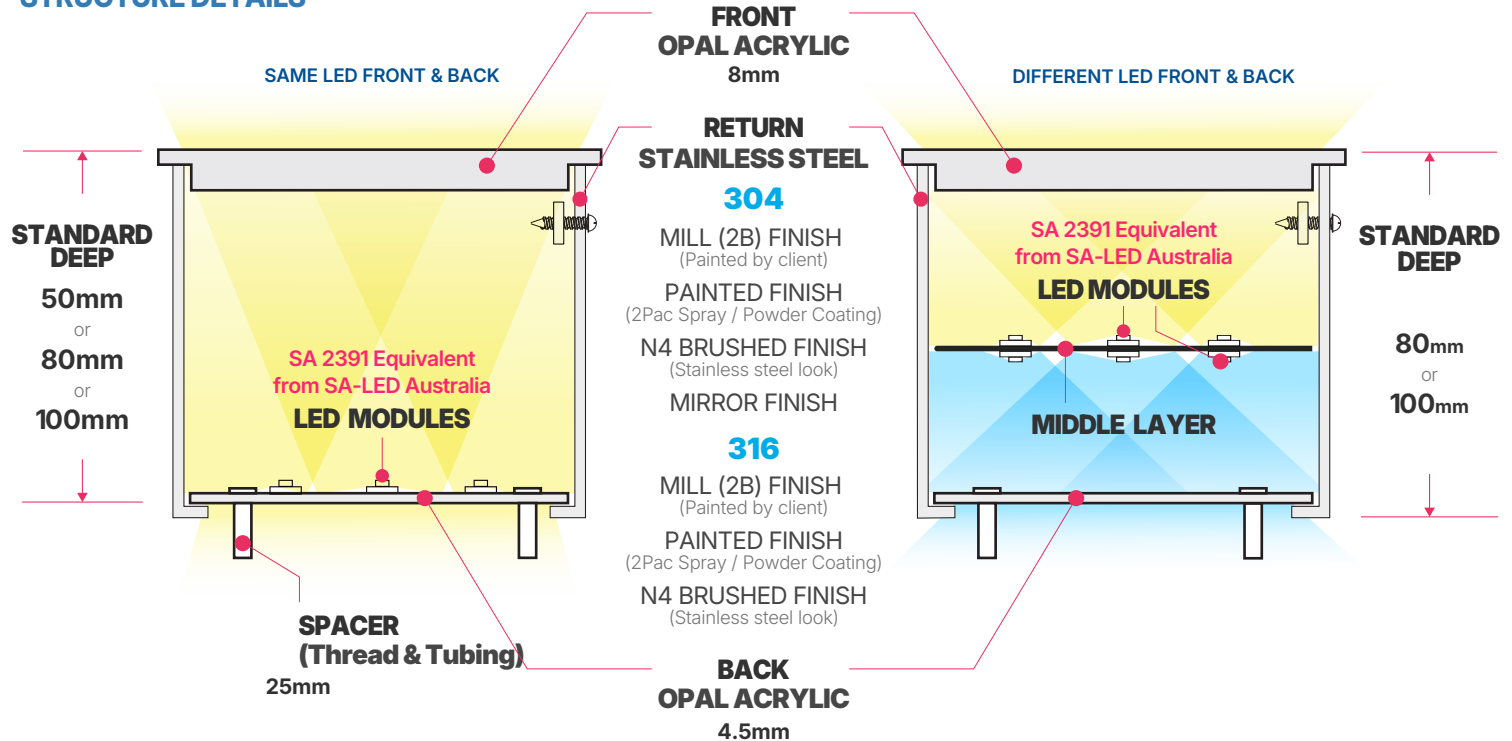 STRUCTURE DETAILS
SAME LED FRONT & BACK
FRONT
OPAL ACRYLIC
8mm
DIFFERENT LED FRONT & BACK
RETURN
STAINLESS STEEL
304
MILL (2B) FINISH
(Painted by client)
PAINTED FINISH
(2Pac Spray / Powder Coating)
N4 BRUSHED FINISH
(Stainless steel look)
MIRROR FINISH
316
MILL (2B) FINISH
(Painted by client)
PAINTED FINISH
(2Pac Spray / Powder Coating)
N4 BRUSHED FINISH
(Stainless steel look)
STANDARD
DEEP
50mm
or
80mm
or
100mm
SA 2391 Equivalent
from SA-LED Australia
LED MODULES
SPACER
(Thread & Tubing)
25mm
SA 2391 Equivalent
from SA-LED Australia
LED MODULES
MIDDLE LAYER
STANDARD
DEEP
80mm
or
100mm
BACK
OPAL ACRYLIC
4.5mm